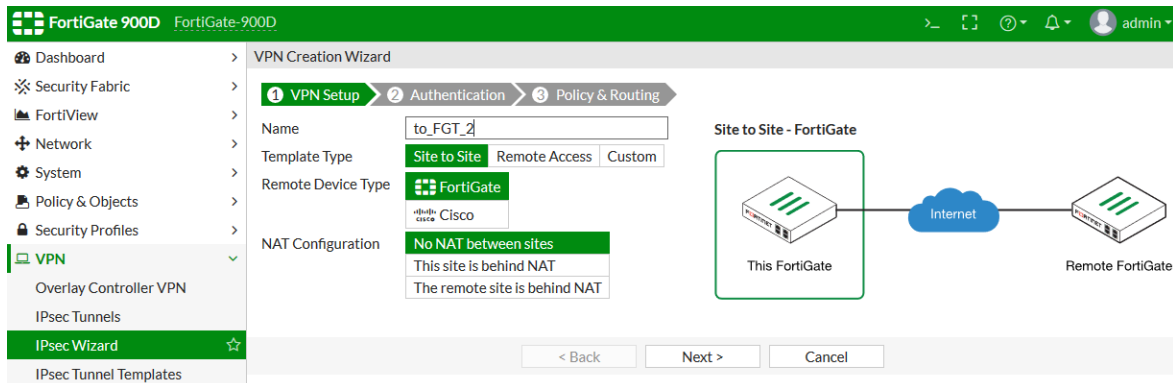 FortiGate 900D FortiGate-900D
>_ admin
Dashboard
Security Fabric
FortiView
Network
System
Policy & Objects
Security Profiles
VPN
Overlay Controller VPN
IPsec Tunnels
IPsec Wizard
IPsec Tunnel Templates
VPN Creation Wizard
1 VPN Setup 2 Authentication 3 Policy & Routing
Name to_FGT_2
Template Type Site to Site Remote Access Custom
Remote Device Type FortiGate
CISCO Cisco
NAT Configuration No NAT between sites
This site is behind NAT
The remote site is behind NAT
Site to Site - FortiGate
FORTINET
Internet
FORTINET
This FortiGate
Remote FortiGate
< Back Next > Cancel